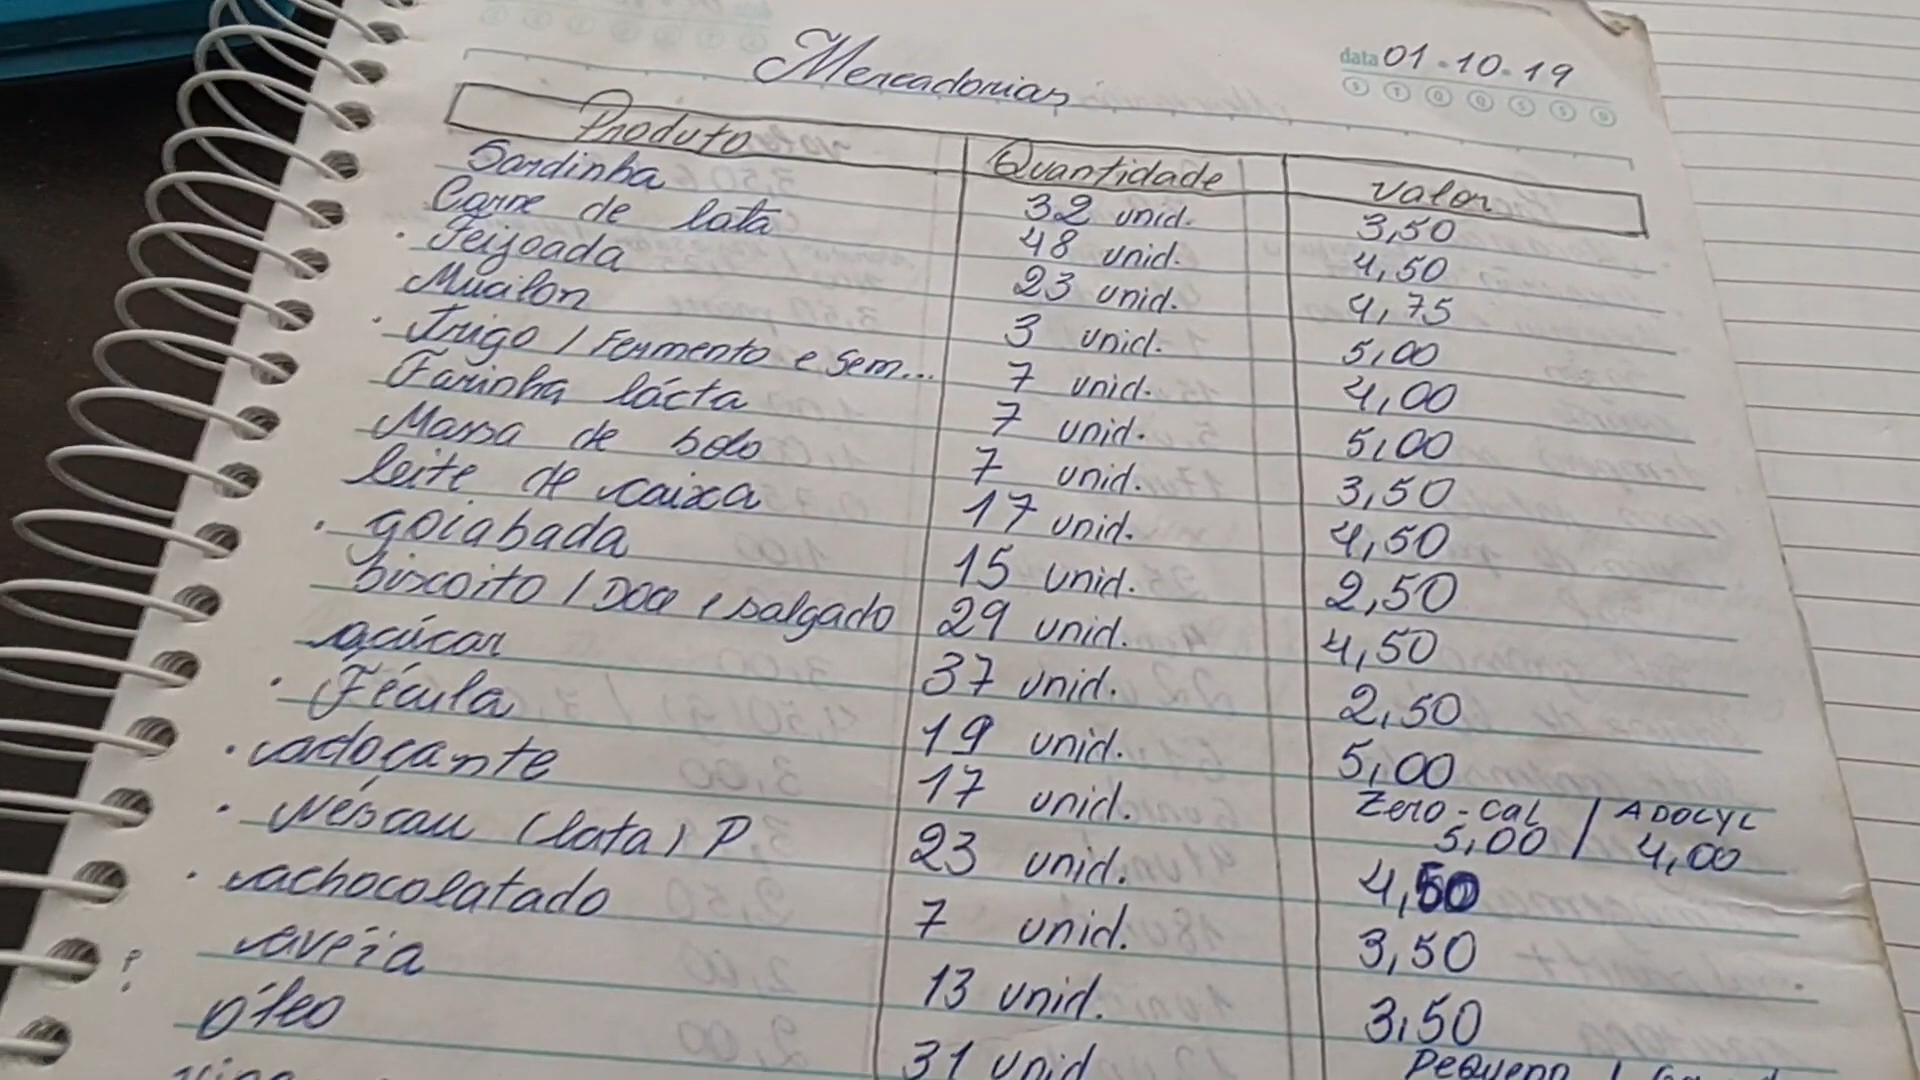 Mercadorias
data 01.10.19
S T Q Q S S D
Produto Quantidade Valor
Sardinha 32 unid. 3,50
Carne de lata 48 unid. 4,50
. Feijoada 23 unid. 4,75
Mucilon 3 unid. 5,00
. Trigo / Fermento e Sem... 7 unid. 4,00
Farinha lácta 7 unid. 5,00
Massa de bolo 7 unid. 3,50
leite de caixa 17 unid. 4,50
. goiabada 15 unid. 2,50
biscoito / Doce e salgado 29 unid. 4,50
açúcar 37 unid. 2,50
. Fécula 19 unid. 5,00
. adoçante 17 unid. Zero-Cal 5,00 / ADOCYL 4,00
. Néscau (lata) P 23 unid. 4,50
. achocolatado 7 unid. 3,50
aveia 13 unid. 3,50
? óleo 31 unid Pequeno /